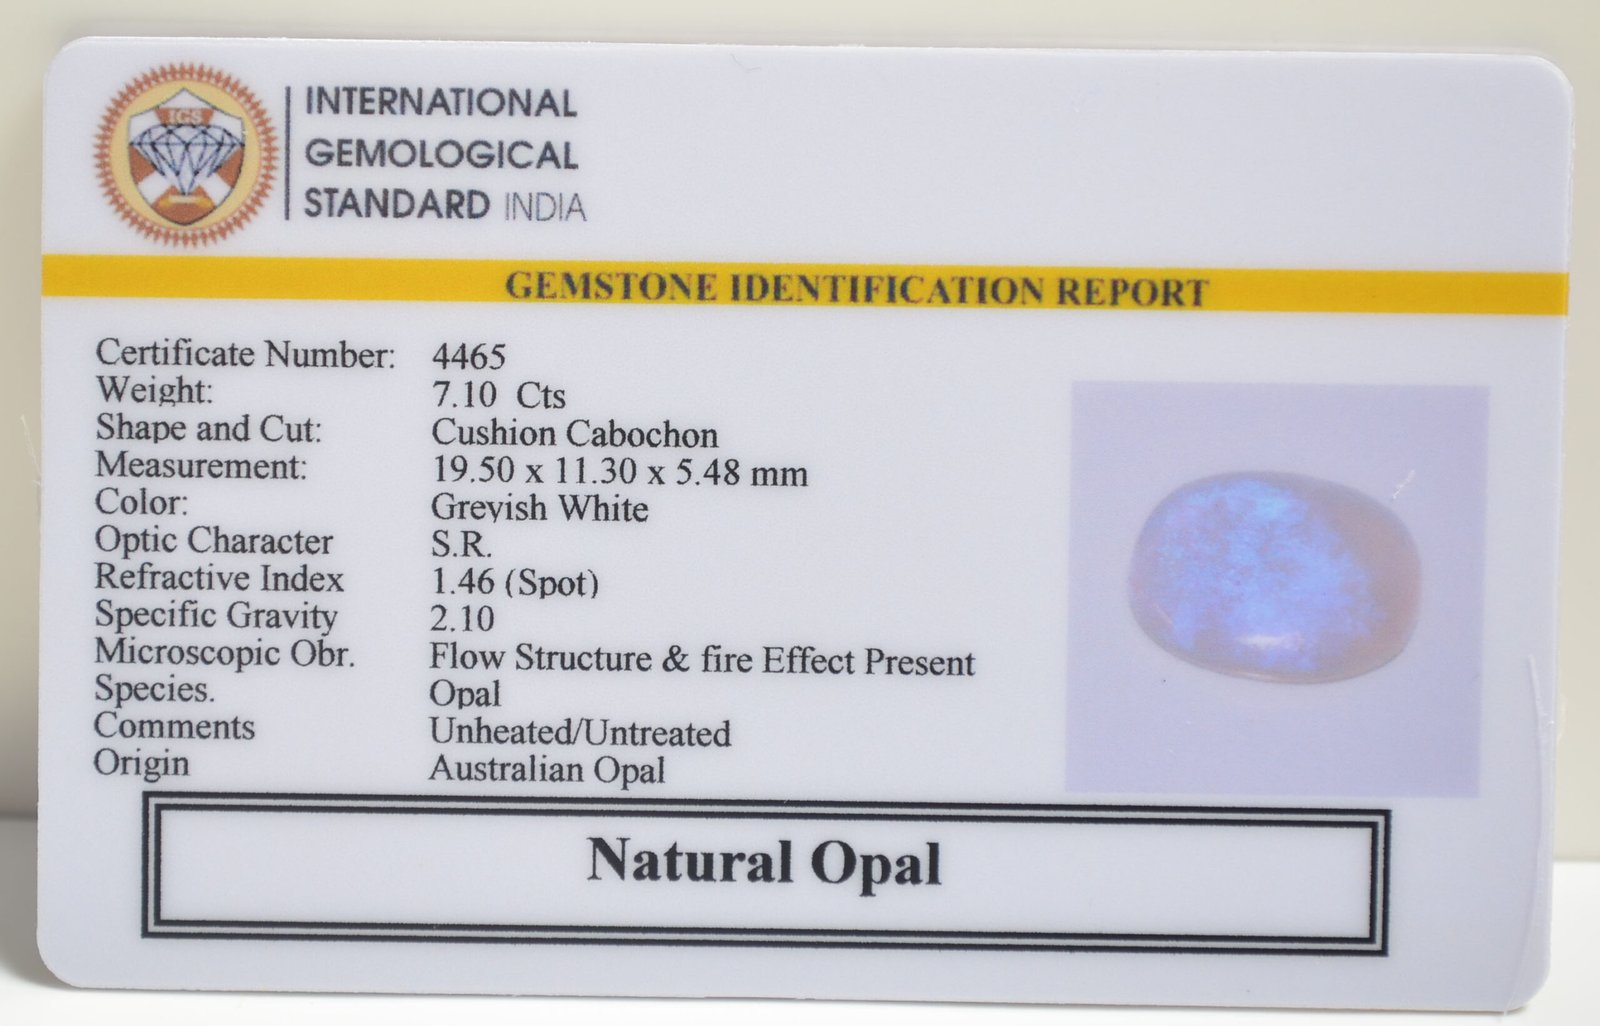 IGS
INTERNATIONAL
GEMOLOGICAL
STANDARD INDIA
GEMSTONE IDENTIFICATION REPORT
Certificate Number: 4465
Weight: 7.10 Cts
Shape and Cut: Cushion Cabochon
Measurement: 19.50 x 11.30 x 5.48 mm
Color: Greyish White
Optic Character S.R.
Refractive Index 1.46 (Spot)
Specific Gravity 2.10
Microscopic Obr. Flow Structure & fire Effect Present
Species. Opal
Comments Unheated/Untreated
Origin Australian Opal
Natural Opal